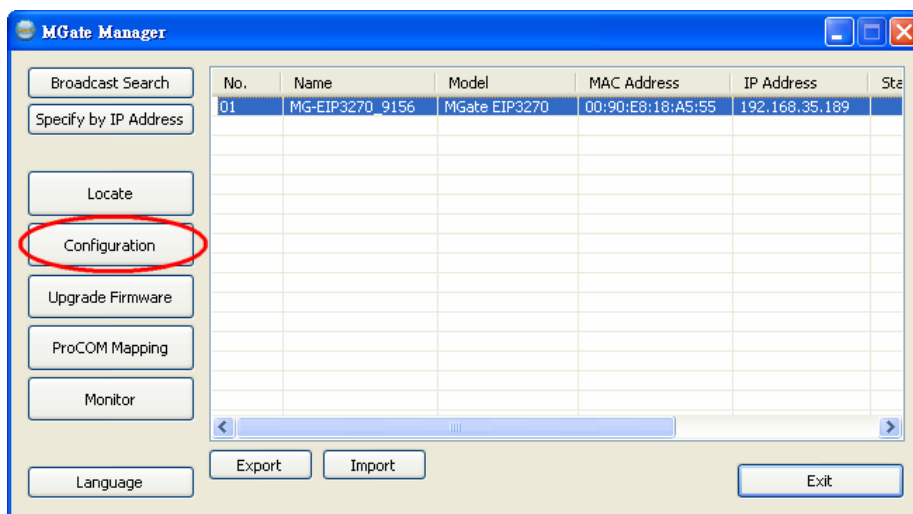 MGate Manager
Broadcast Search
Specify by IP Address
Locate
Configuration
Upgrade Firmware
ProCOM Mapping
Monitor
Language
No. Name Model MAC Address IP Address Sta
01 MG-EIP3270_9156 MGate EIP3270 00:90:E8:18:A5:55 192.168.35.189
Export Import
Exit